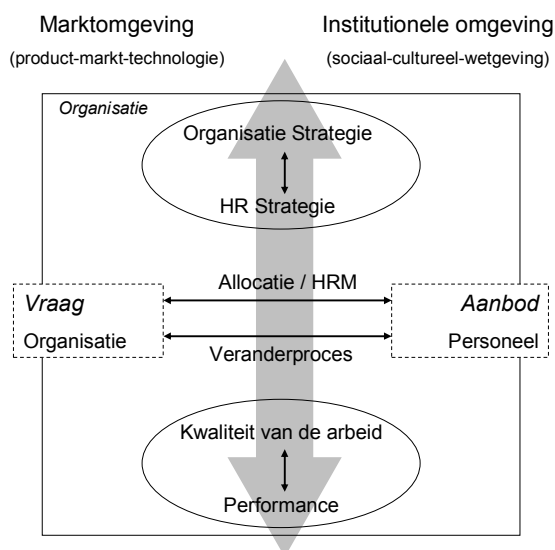 Marktomgeving
(product-markt-technologie)
Institutionele omgeving
(sociaal-cultureel-wetgeving)
Organisatie
Organisatie Strategie
HR Strategie
Allocatie / HRM
Vraag
Organisatie
Aanbod
Personeel
Veranderproces
Kwaliteit van de arbeid
Performance